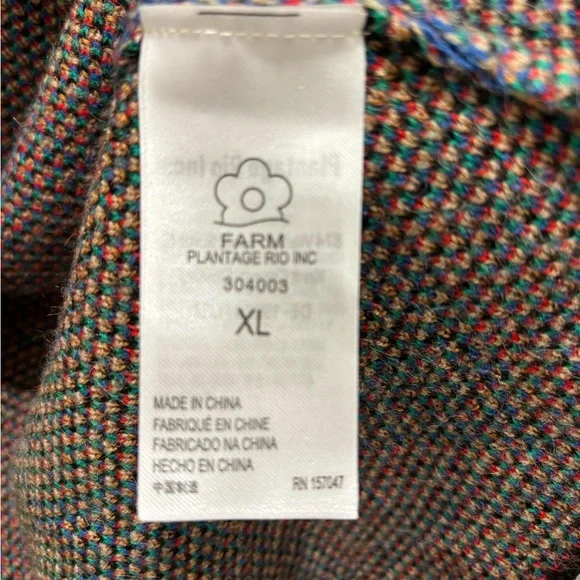 FARM
PLANTAGE RIO INC
304003
XL
MADE IN CHINA
FABRIQUÉ EN CHINE
FABRICADO NA CHINA
HECHO EN CHINA
中国制造
RN 157047